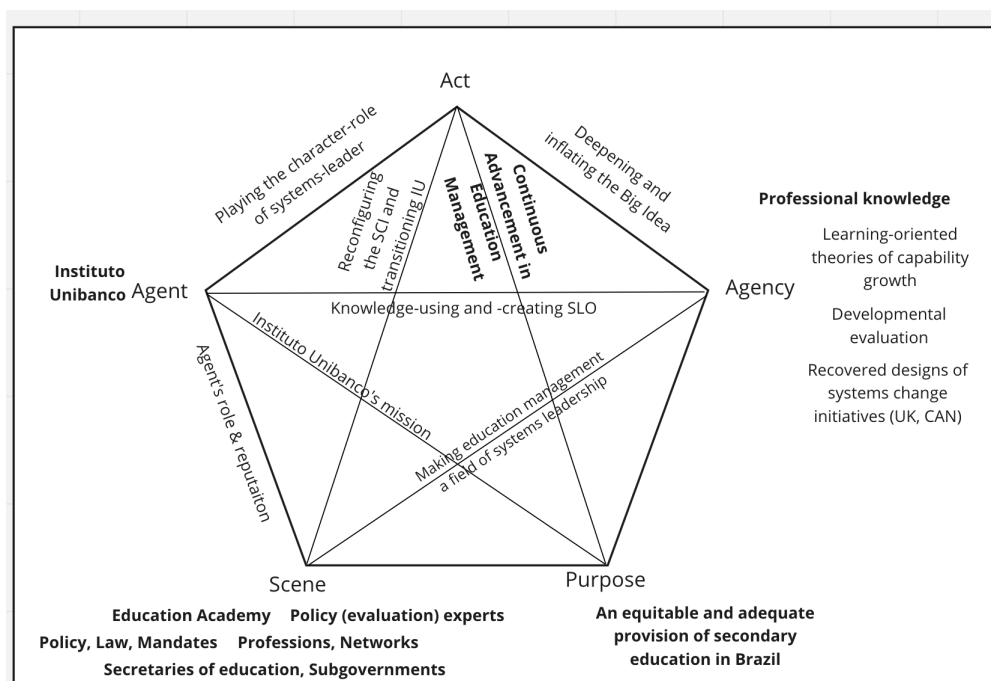 Act
Playing the character-role
of systems-leader
Reconfiguring
the SCI and
transitioning IU
Continuous
Advancement in
Education
Management
Deepening and
inflating the Big Idea
Instituto
Unibanco
Agent
Agency
Knowledge-using and -creating SLO
Professional knowledge
Learning-oriented
theories of capability
growth
Developmental
evaluation
Recovered designs of
systems change
initiatives (UK, CAN)
Agent's role & reputaiton
Instituto Unibanco's mission
Making education management
a field of systems leadership
Scene
Education Academy Policy (evaluation) experts
Policy, Law, Mandates Professions, Networks
Secretaries of education, Subgovernments
Purpose
An equitable and adequate
provision of secondary
education in Brazil